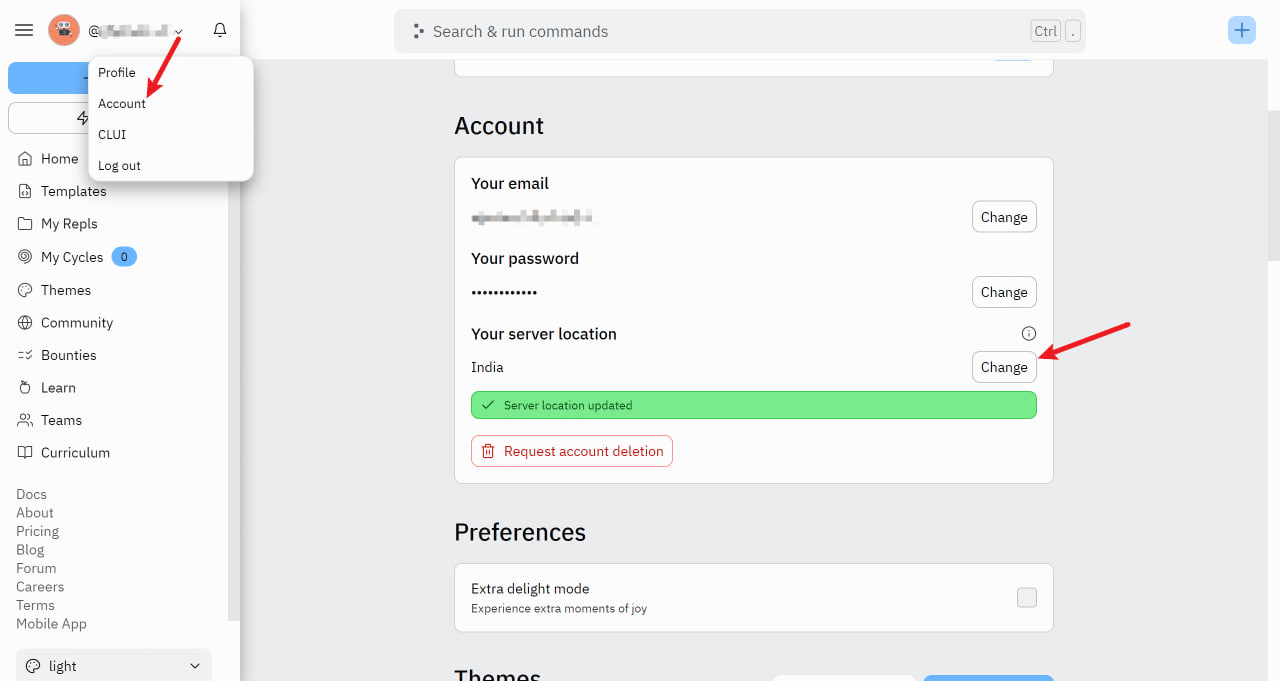 @
Search & run commands
Ctrl .
Profile
Account
CLUI
Log out
Home
Templates
My Repls
My Cycles 0
Themes
Community
Bounties
Learn
Teams
Curriculum
Docs
About
Pricing
Blog
Forum
Careers
Terms
Mobile App
light
Account
Your email
Change
Your password
•••••••••••• Change
Your server location
India Change
Server location updated
Request account deletion
Preferences
Extra delight mode
Experience extra moments of joy
Themes